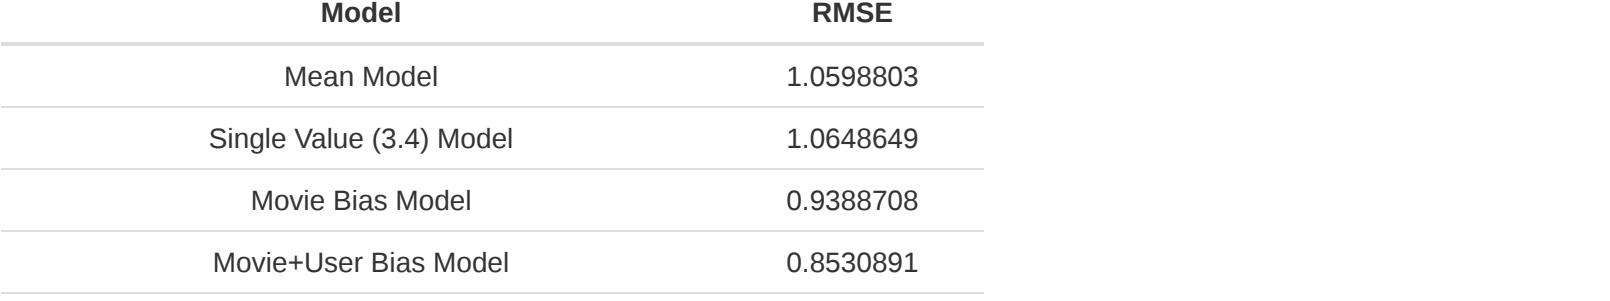 Model RMSE
Mean Model 1.0598803
Single Value (3.4) Model 1.0648649
Movie Bias Model 0.9388708
Movie+User Bias Model 0.8530891